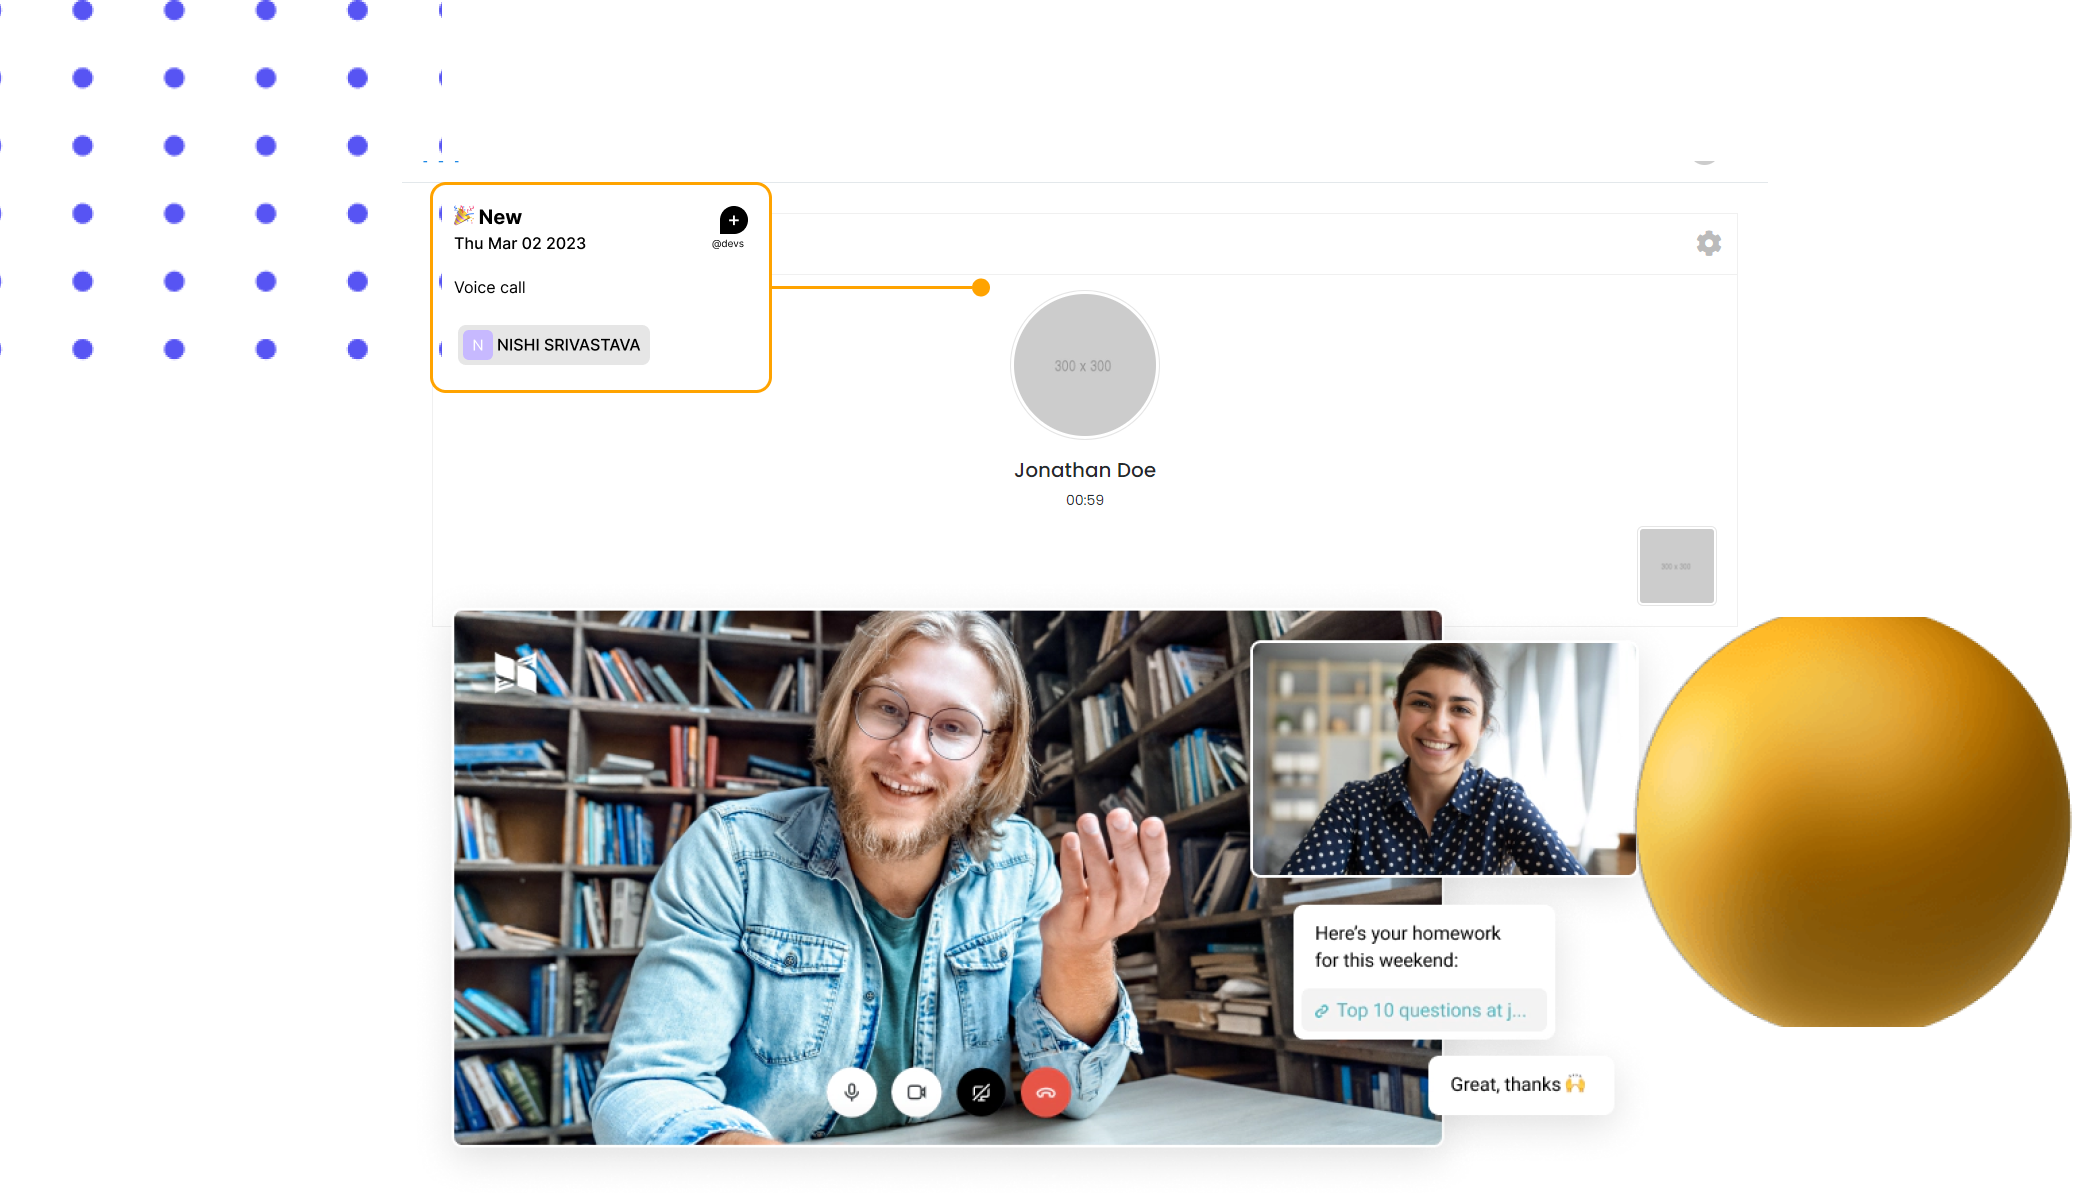 🎉 New
Thu Mar 02 2023
@devs
Voice call
N NISHI SRIVASTAVA
300 x 300
Jonathan Doe
00:59
300 x 300
Here's your homework
for this weekend:
Top 10 questions at j...
Great, thanks 🙌